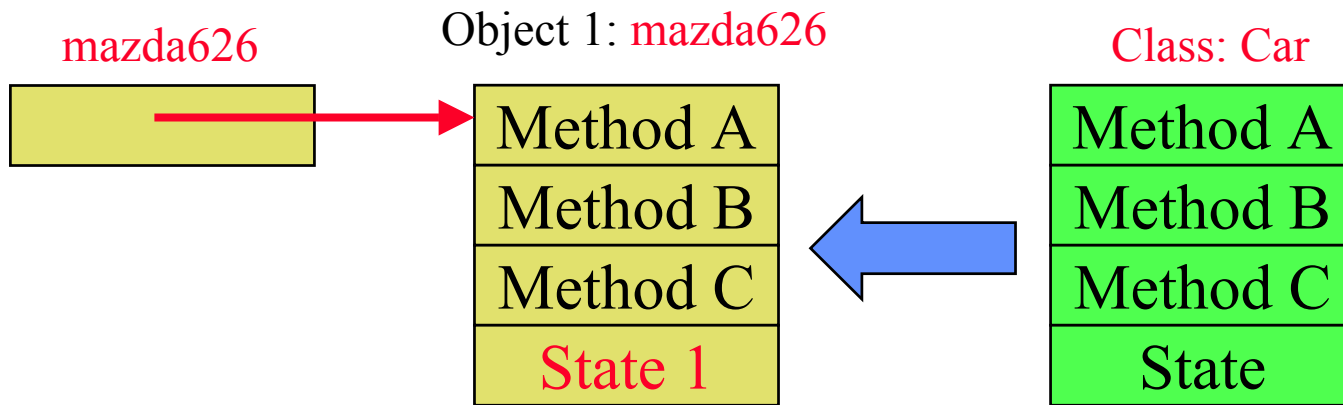 mazda626
Object 1: mazda626
Class: Car
Method A
Method B
Method C
State 1
Method A
Method B
Method C
State